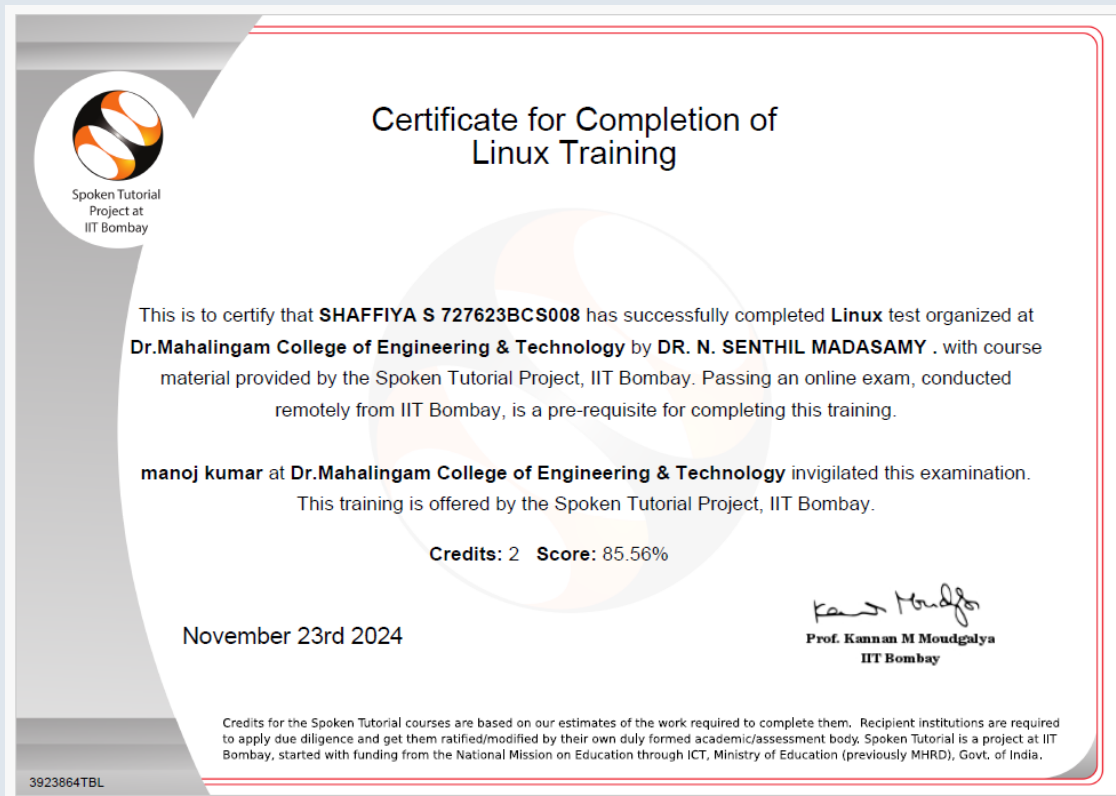 Spoken Tutorial
Project at
IIT Bombay
Certificate for Completion of
Linux Training
This is to certify that SHAFFIYA S 727623BCS008 has successfully completed Linux test organized at
Dr.Mahalingam College of Engineering & Technology by DR. N. SENTHIL MADASAMY . with course
material provided by the Spoken Tutorial Project, IIT Bombay. Passing an online exam, conducted
remotely from IIT Bombay, is a pre-requisite for completing this training.
manoj kumar at Dr.Mahalingam College of Engineering & Technology invigilated this examination.
This training is offered by the Spoken Tutorial Project, IIT Bombay.
Credits: 2 Score: 85.56%
November 23rd 2024
Prof. Kannan M Moudgalya
IIT Bombay
Credits for the Spoken Tutorial courses are based on our estimates of the work required to complete them. Recipient institutions are required
to apply due diligence and get them ratified/modified by their own duly formed academic/assessment body. Spoken Tutorial is a project at IIT
Bombay, started with funding from the National Mission on Education through ICT, Ministry of Education (previously MHRD), Govt. of India.
3923864TBL